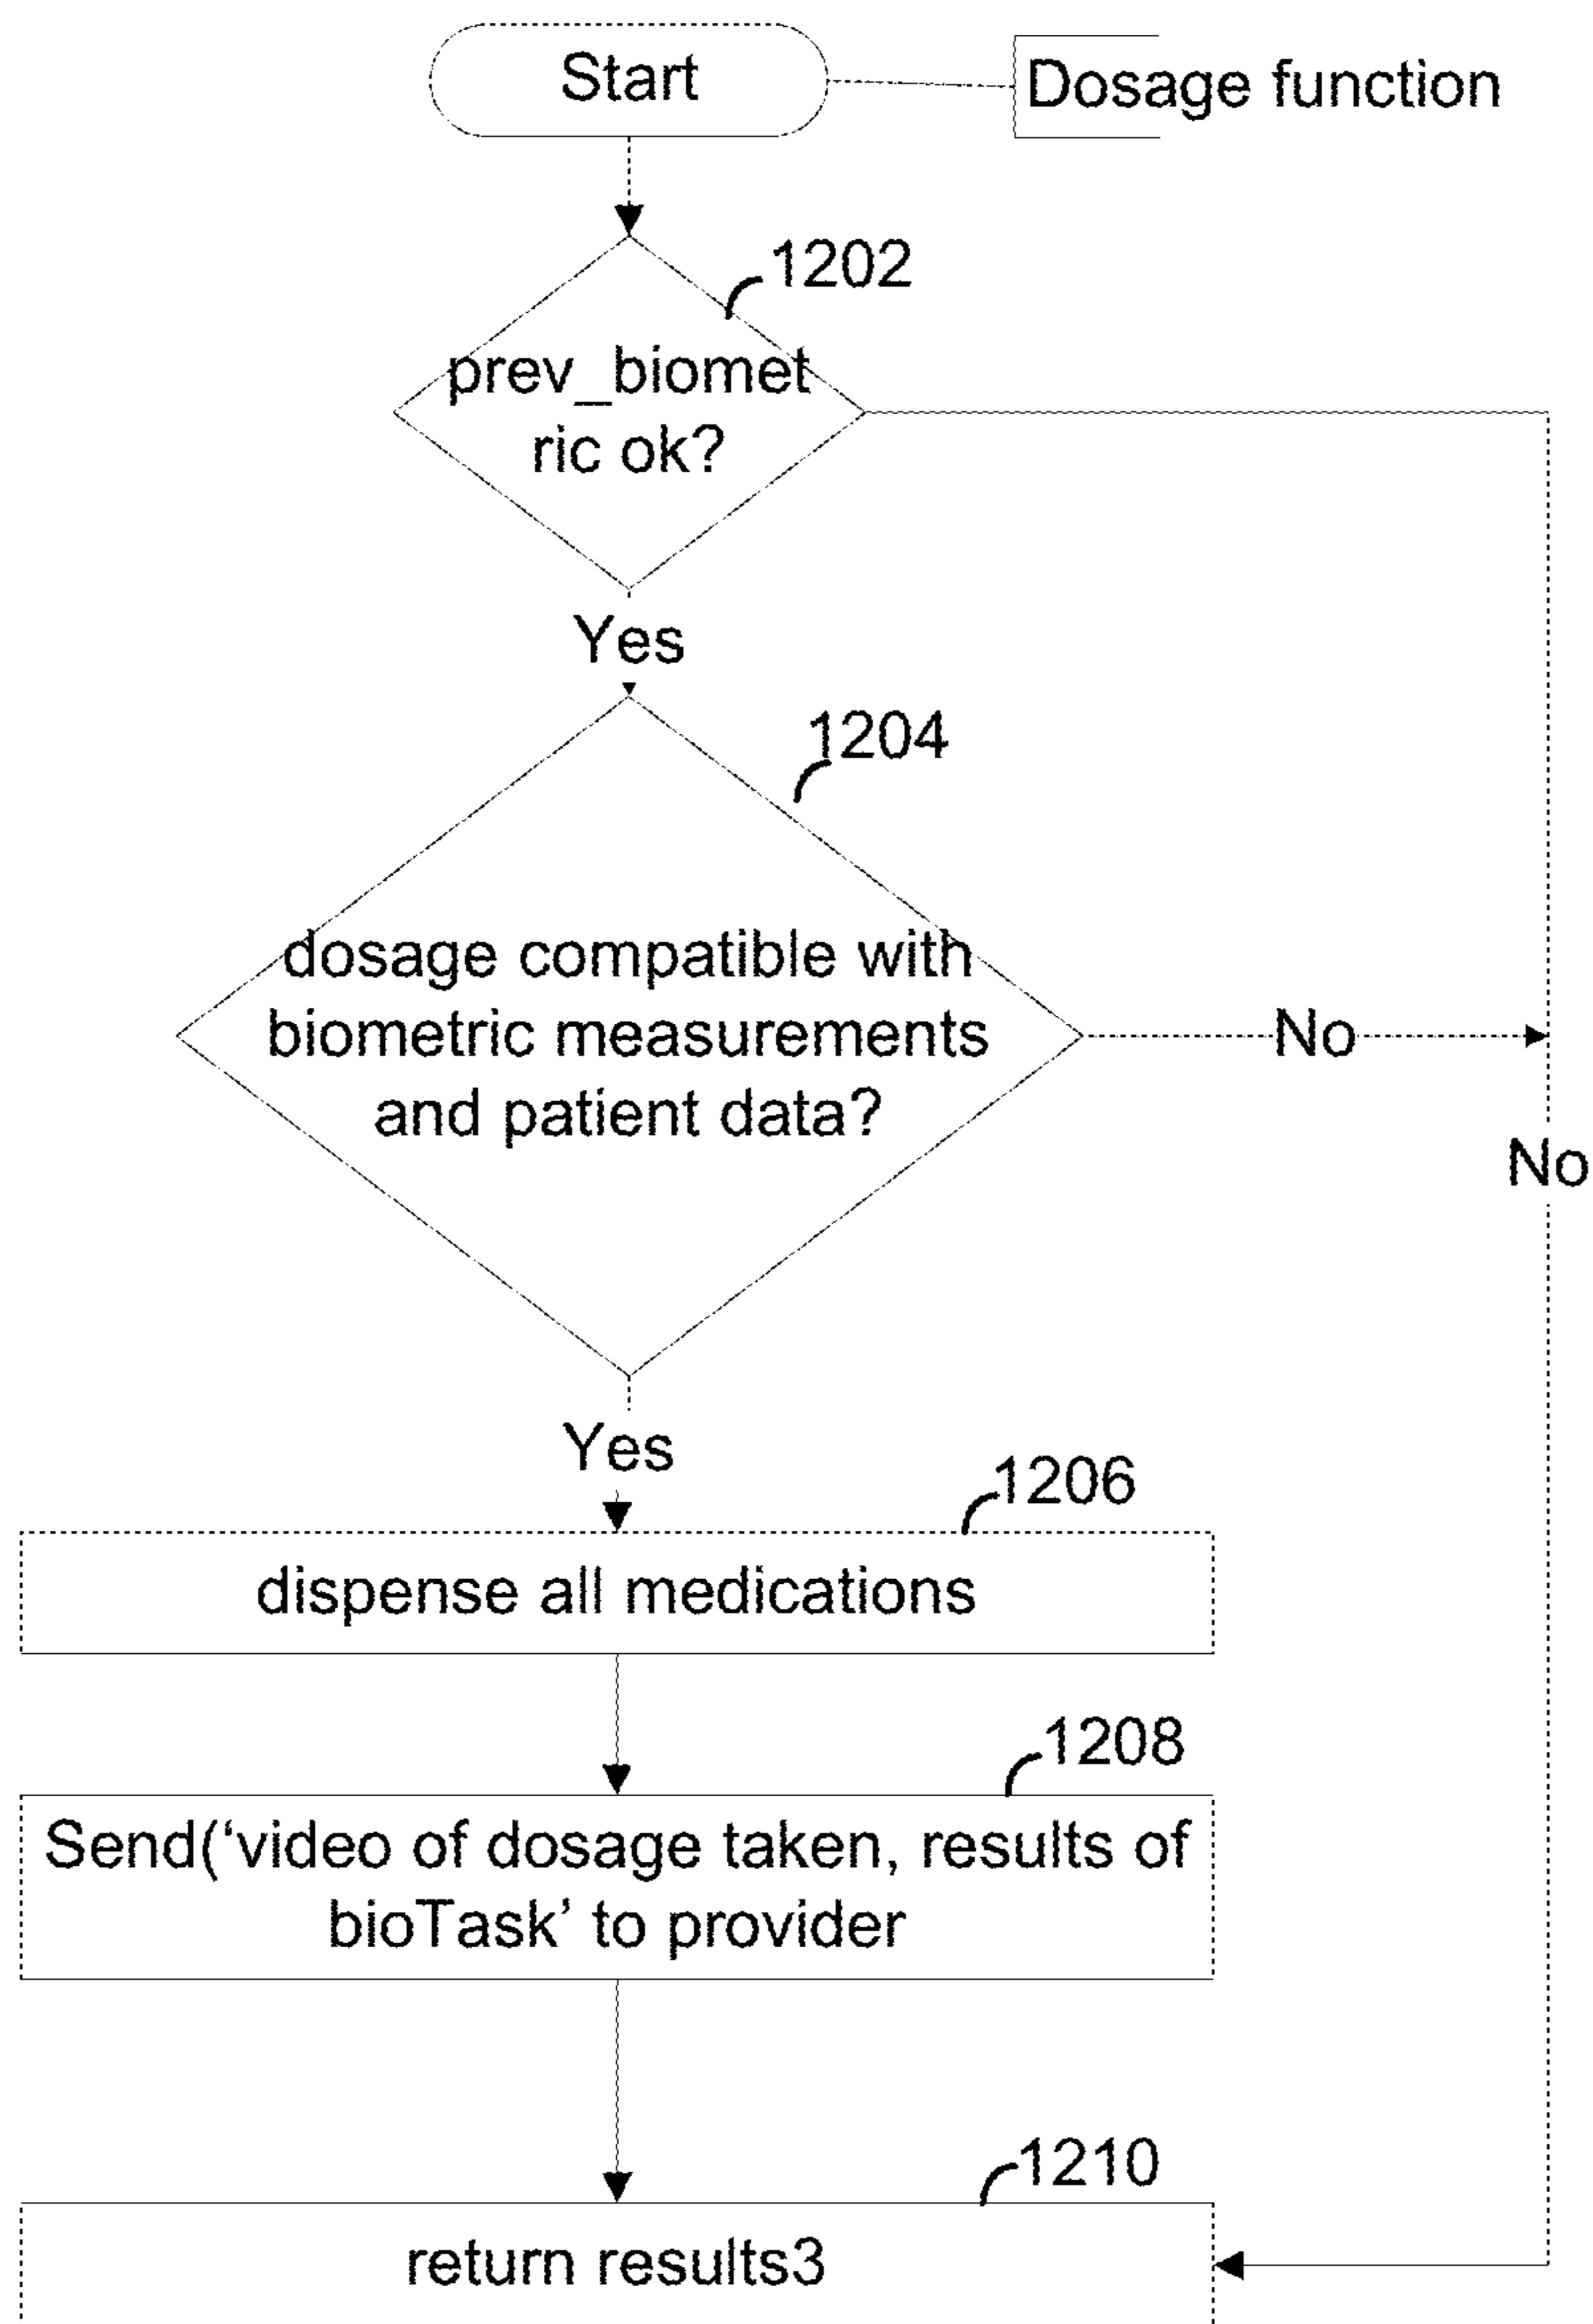 Start
Dosage function
1202
prev_biomet
ric ok?
Yes
1204
dosage compatible with
biometric measurements
and patient data?
No
No
Yes
1206
dispense all medications
1208
Send(‘video of dosage taken, results of
bioTask’ to provider
1210
return results3